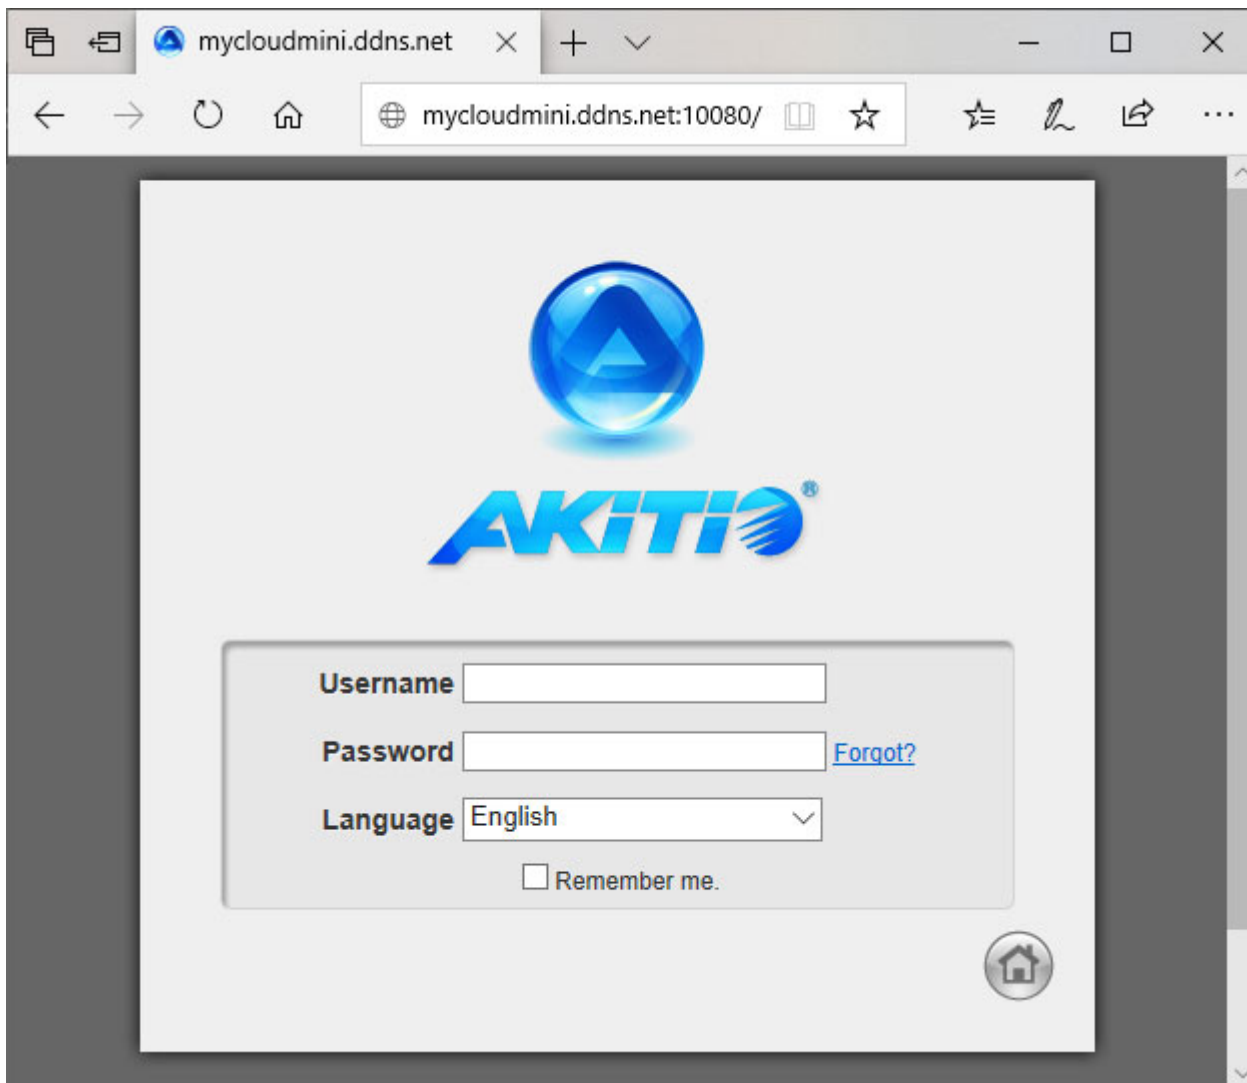 mycloudmini.ddns.net
mycloudmini.ddns.net:10080/
AKiTiO®
Username
Password Forgot?
Language English
Remember me.